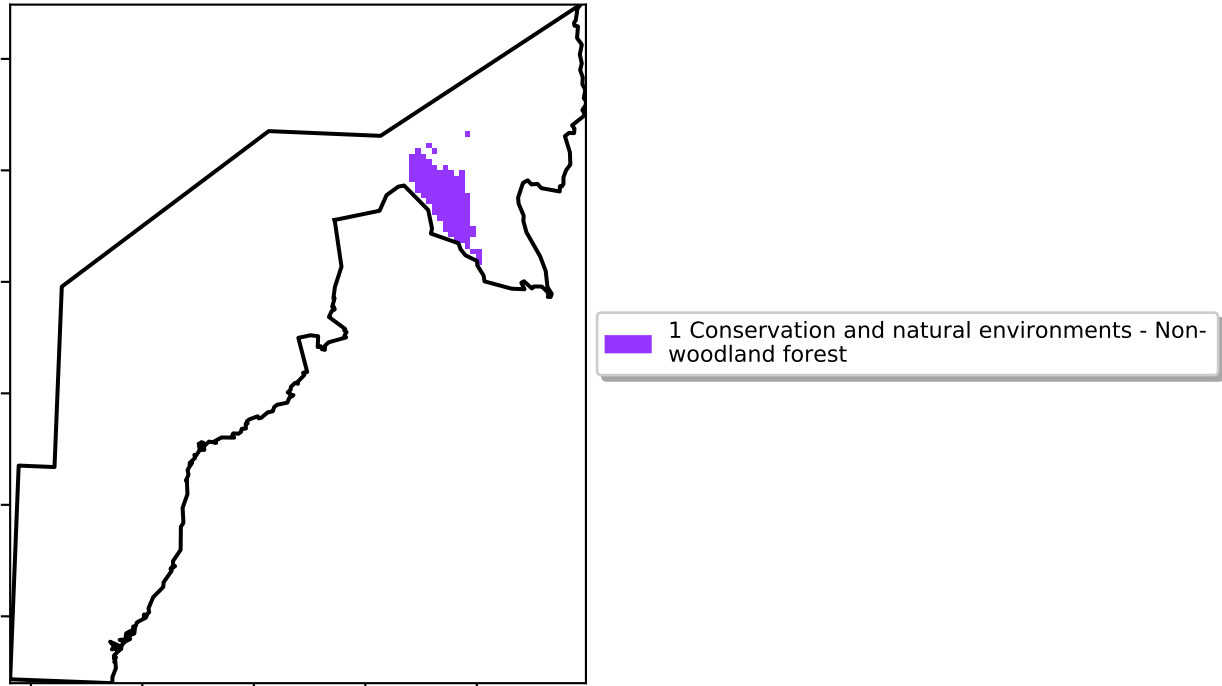 1 Conservation and natural environments - Non-
woodland forest